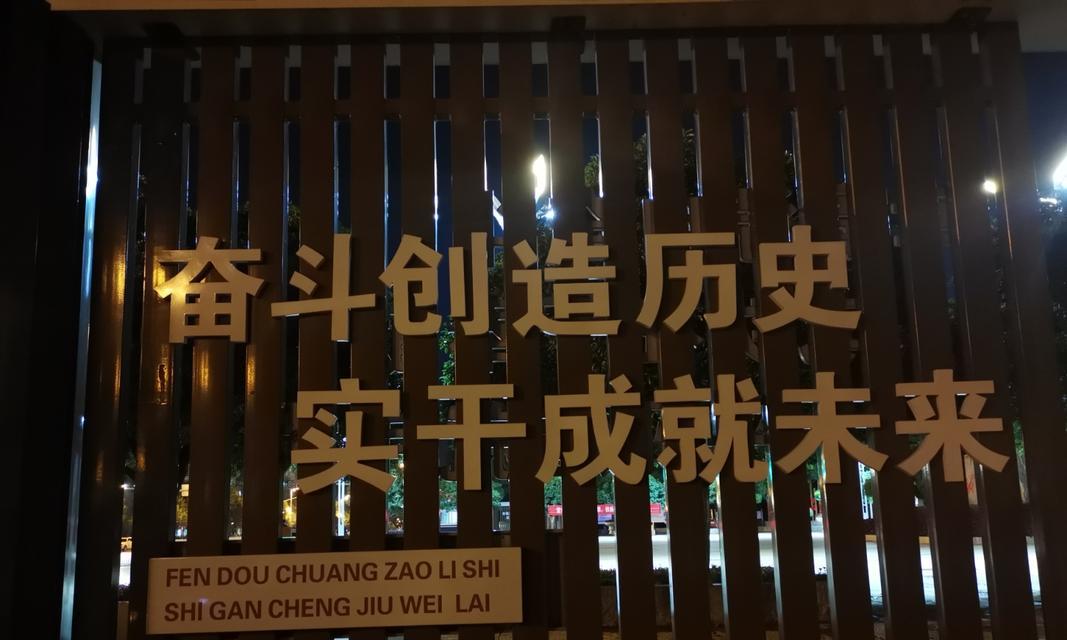 奋斗创造历史
实干成就未来
FEN DOU CHUANG ZAO LI SHI
SHI GAN CHENG JIU WEI LAI